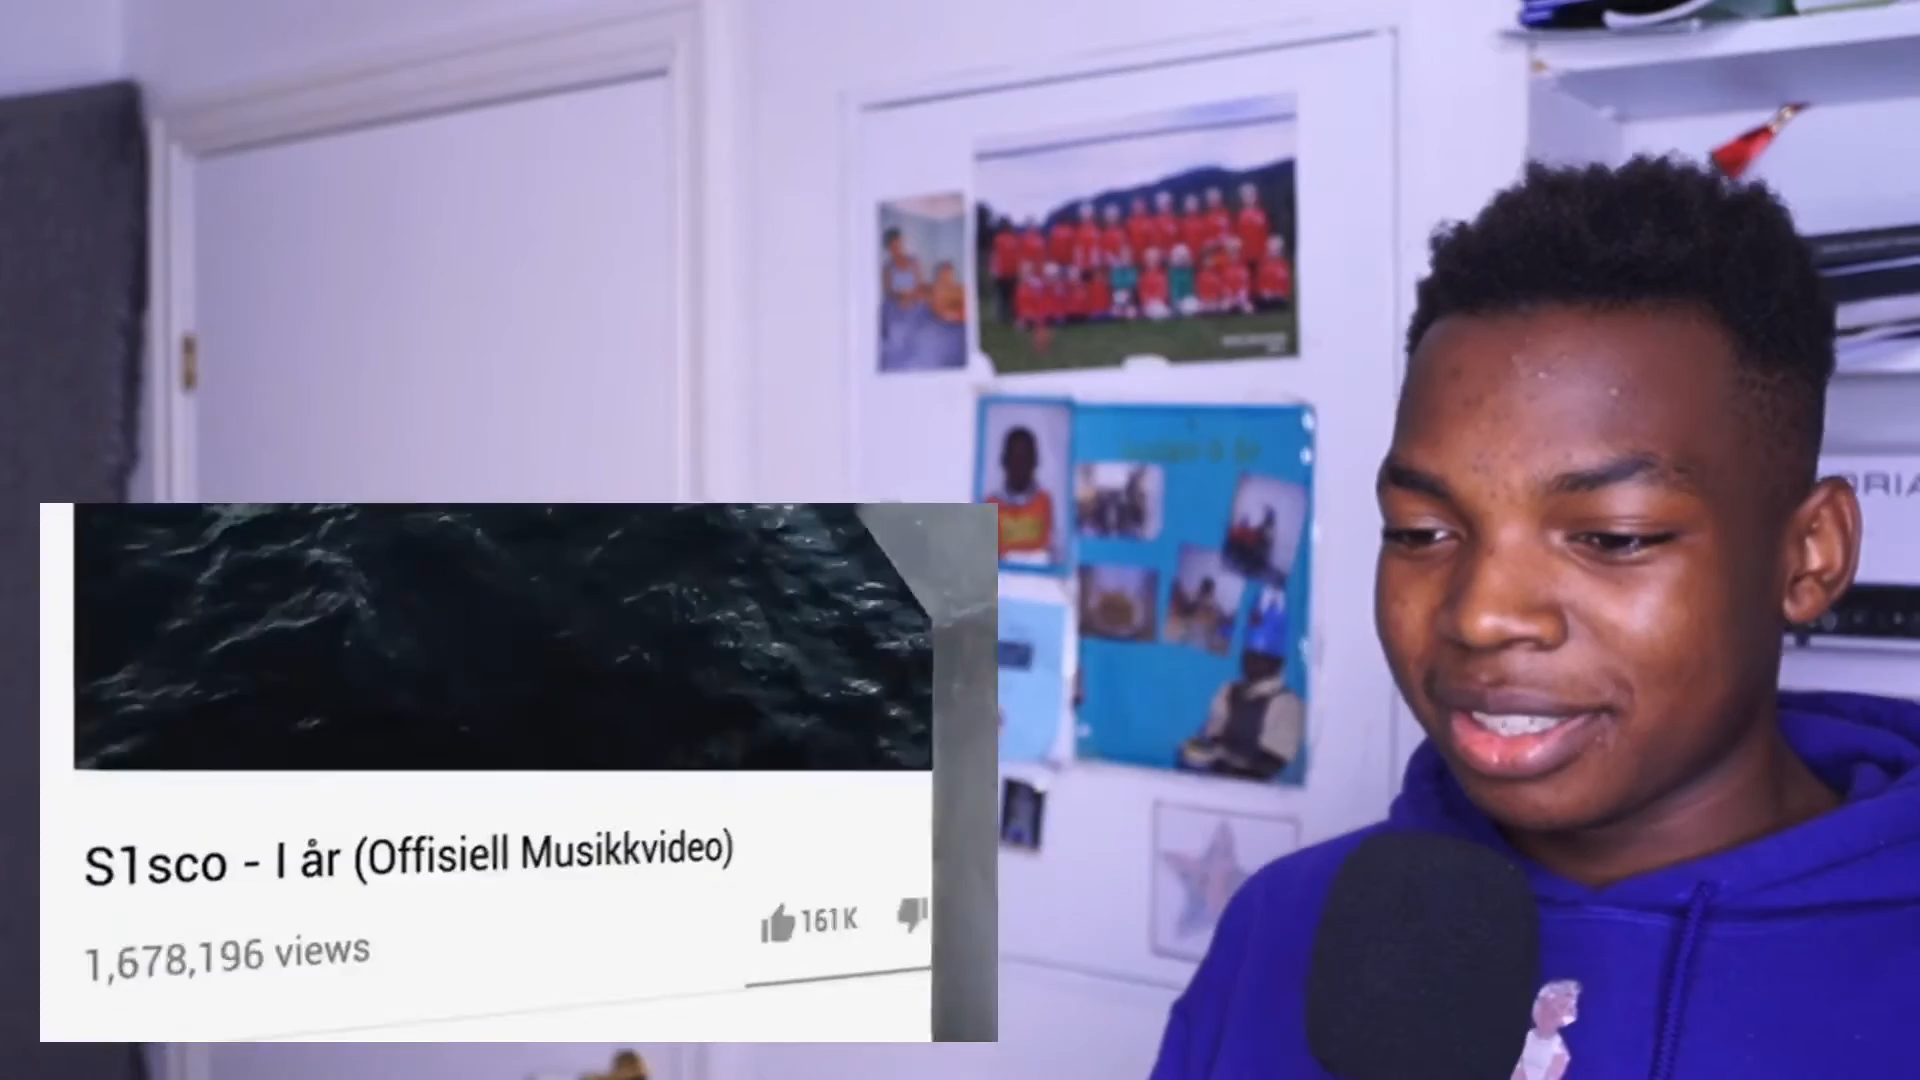 S1sco - I år (Offisiell Musikkvideo)
161K
1,678,196 views